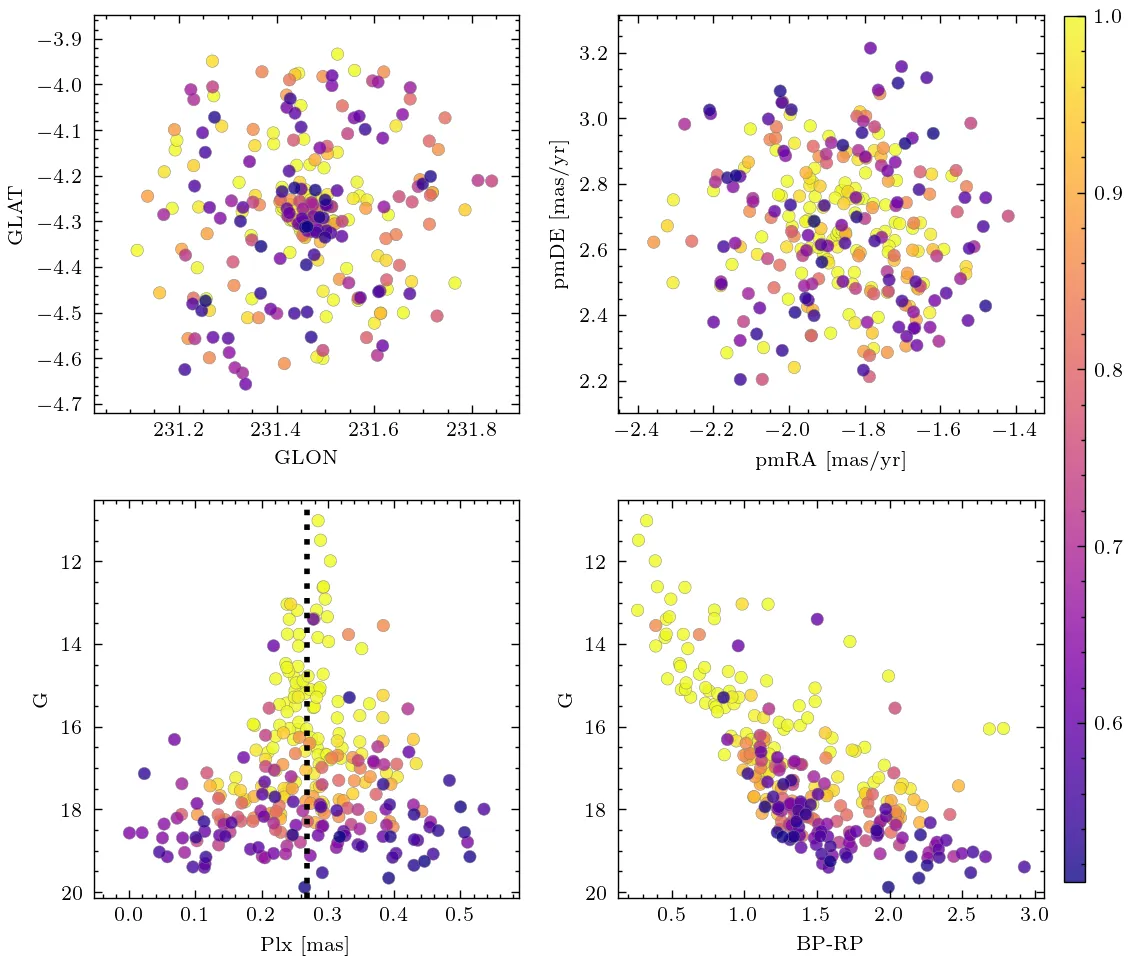 −3.9
−4.0
−4.1
−4.2
−4.3
−4.4
−4.5
−4.6
−4.7
GLAT
231.2 231.4 231.6 231.8
GLON
3.2
3.0
2.8
2.6
2.4
2.2
pmDE [mas/yr]
−2.4 −2.2 −2.0 −1.8 −1.6 −1.4
pmRA [mas/yr]
1.0
0.9
0.8
0.7
0.6
12
14
16
18
20
G
0.0 0.1 0.2 0.3 0.4 0.5
Plx [mas]
12
14
16
18
20
G
0.5 1.0 1.5 2.0 2.5 3.0
BP-RP